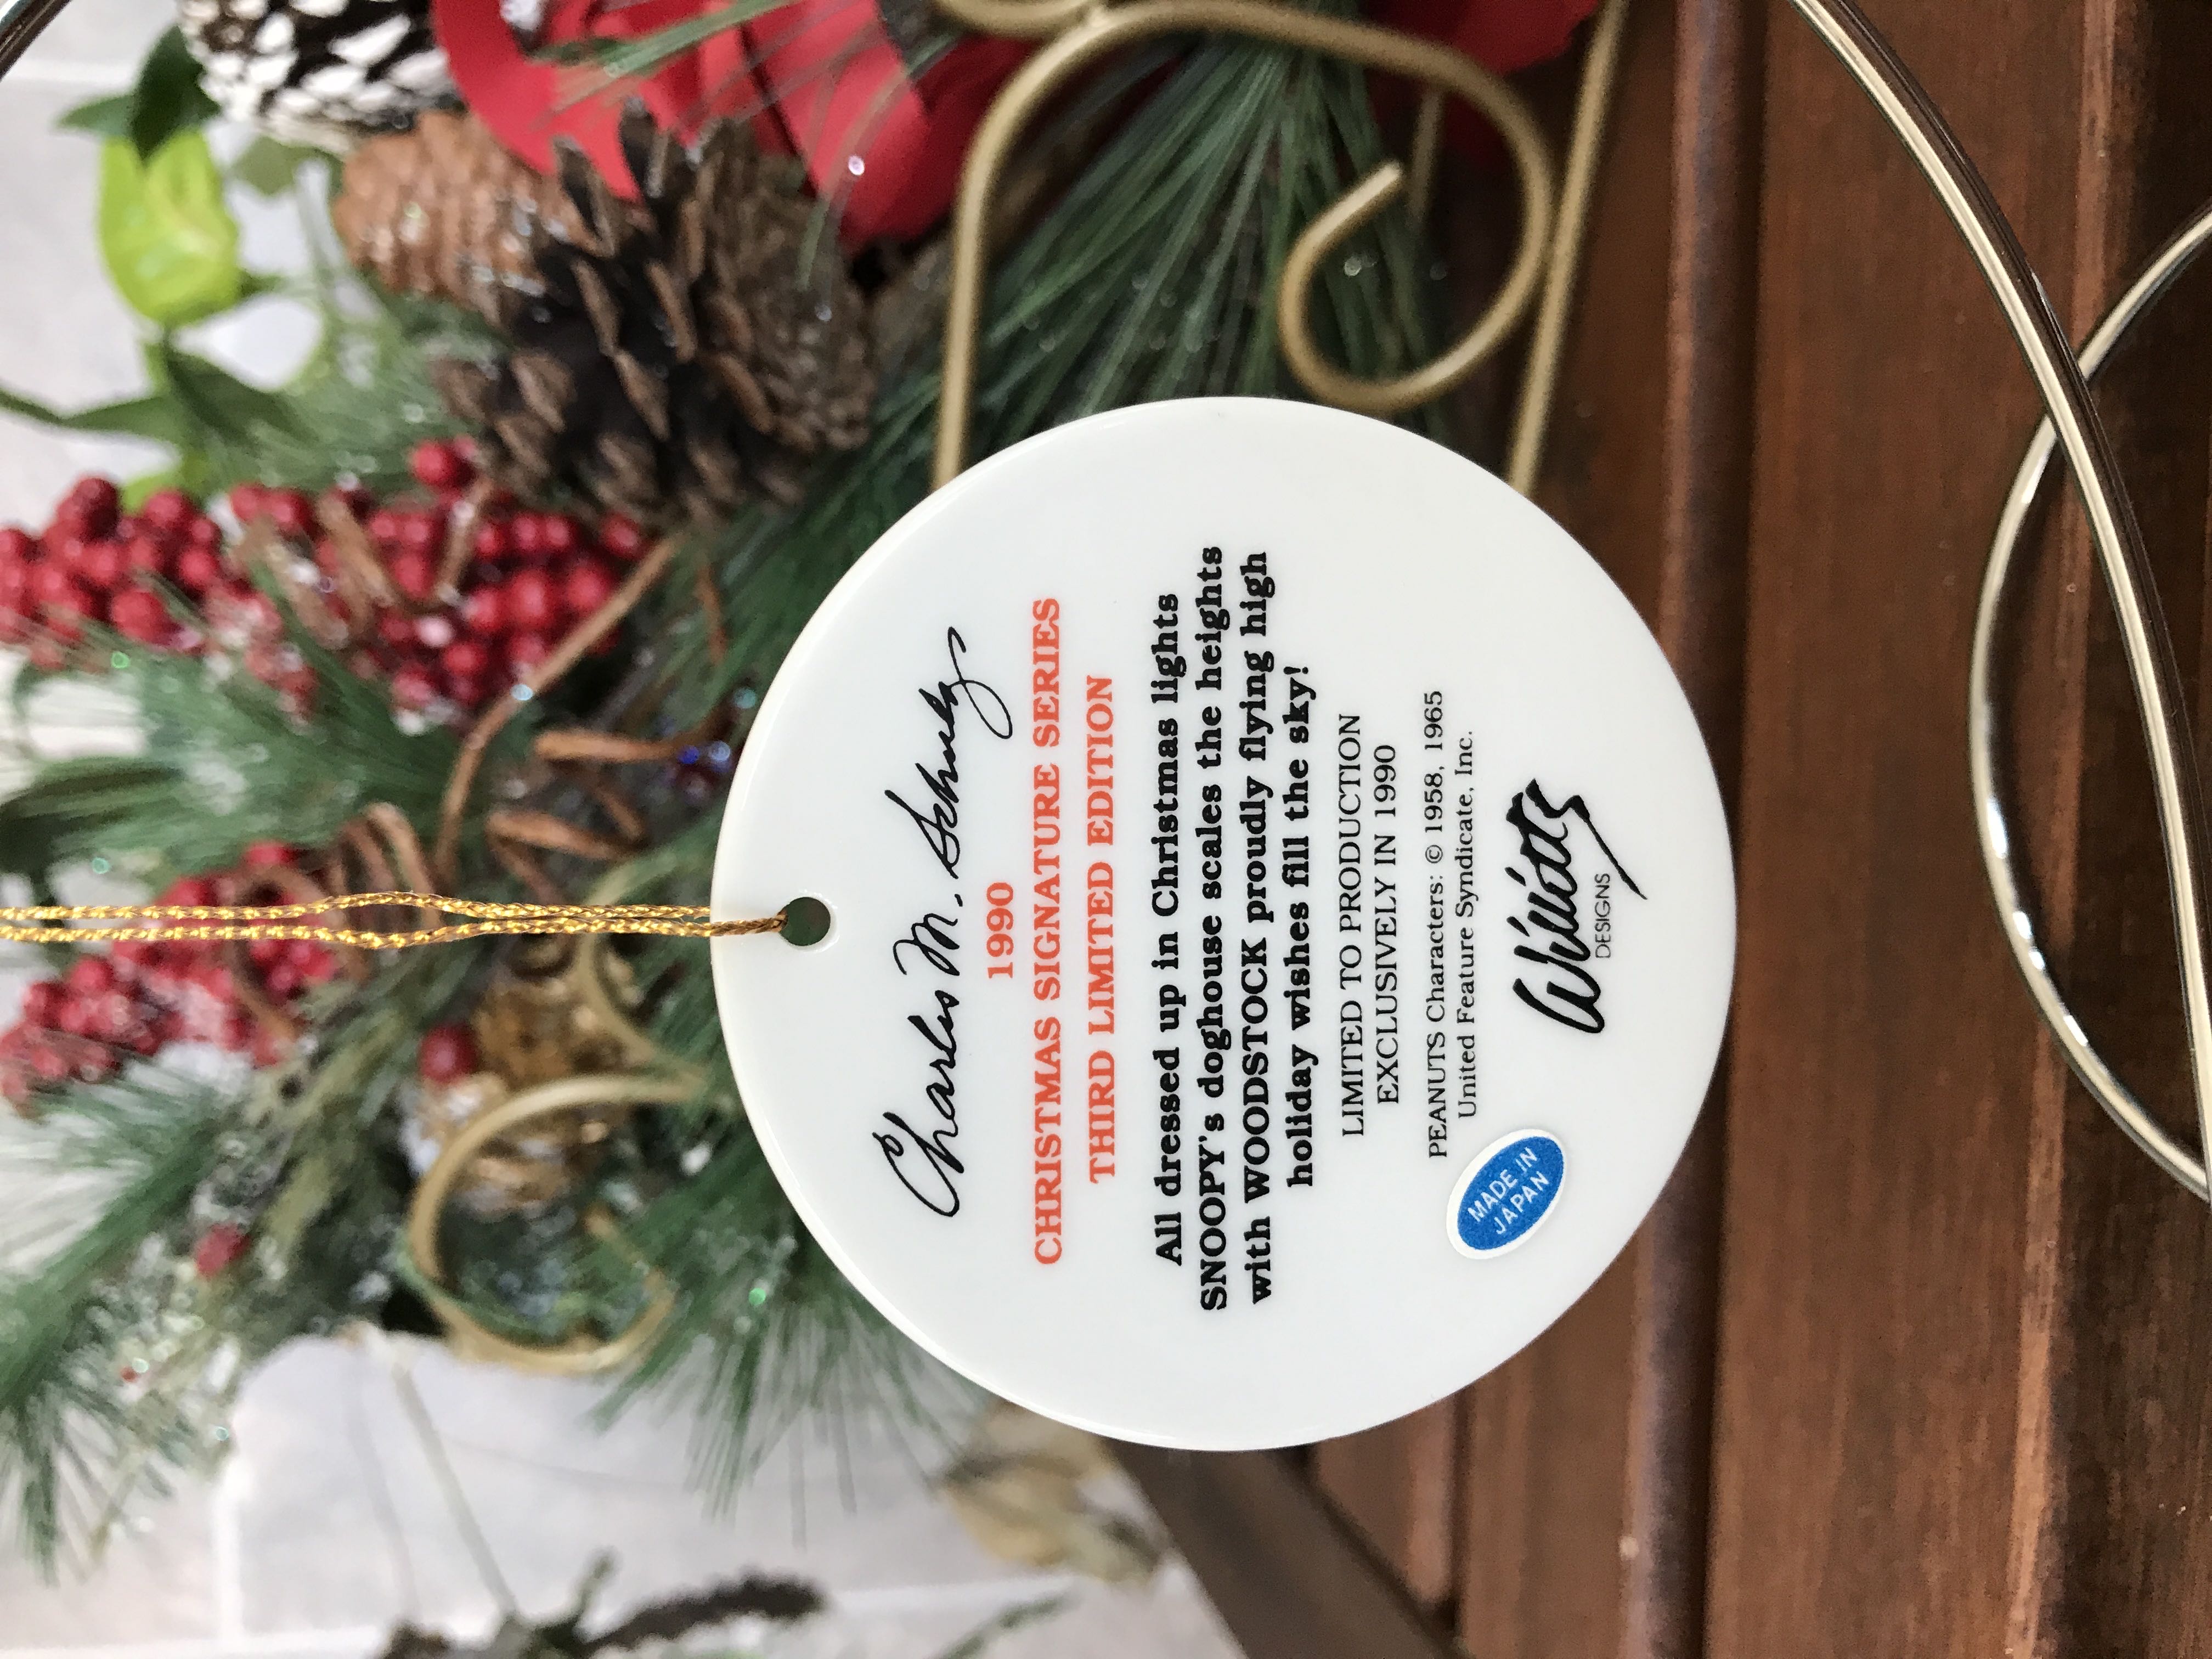 Charles M. Schulz
1990
CHRISTMAS SIGNATURE SERIES
THIRD LIMITED EDITION
All dressed up in Christmas lights
SNOOPY's doghouse scales the heights
with WOODSTOCK proudly flying high
holiday wishes fill the sky!
LIMITED TO PRODUCTION
EXCLUSIVELY IN 1990
PEANUTS Characters: © 1958, 1965
United Feature Syndicate, Inc.
MADE IN
JAPAN
Willitts
DESIGNS